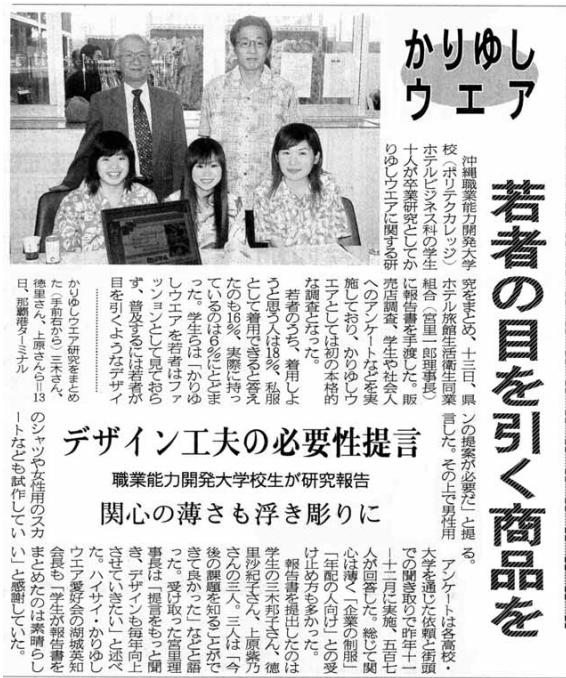 かりゆし
ウエア
若者の目を引く商品を
デザイン工夫の必要性提言
職業能力開発大学校生が研究報告
関心の薄さも浮き彫りに
沖縄職業能力開発大学
校（ポリテクカレッジ）
ホテルビジネス科の学生
十人が卒業研究としてか
りゆしウエアに関する研
究をまとめ、十三日、県
ホテル旅館生活衛生同業
組合（宮里一郎理事長）
に報告書を手渡した。販
売店調査、学生や社会人
へのアンケートなどを実
施しており、かりゆしウ
エアとしては初の本格的
な調査となった。
若者のうち、着用しよ
うと思う人は18％、私服
として着用できると答え
たのも16％、実際に持っ
ているのは6％にとどま
った。学生らは「かりゆ
しウエアを若者はファ
ッションとして見ておら
ず、普及するには若者が
目を引くようなデザイ
ンの提案が必要だ」と提
言した。その上で男性用
のシャツや女性用のスカ
ートなども試作してい
る。
アンケートは各高校・
大学を通じた依頼と街頭
での聞き取りで昨年十一
―十二月に実施、五百七
人が回答した。総じて関
心は薄く「企業の制服」
「年配の人向け」との受
け止め方も多かった。
報告書を提出したのは
学生の三木邦子さん、徳
里沙紀子さん、上原紫乃
さんの三人。三人は「今
後の課題を知ることがで
きて良かった」などと語
った。受け取った宮里理
事長は「提言をもっと聞
き、デザインも毎年向上
させていきたい」と述べ
た。ハイサイ・かりゆし
ウエア愛好会の湖城英知
会長も「学生が報告書を
まとめたのは素晴らし
い」と感謝していた。
かりゆしウエア研究をまとめ
た（手前右から）三木さん、
徳里さん、上原さんら＝13
日、那覇港ターミナル